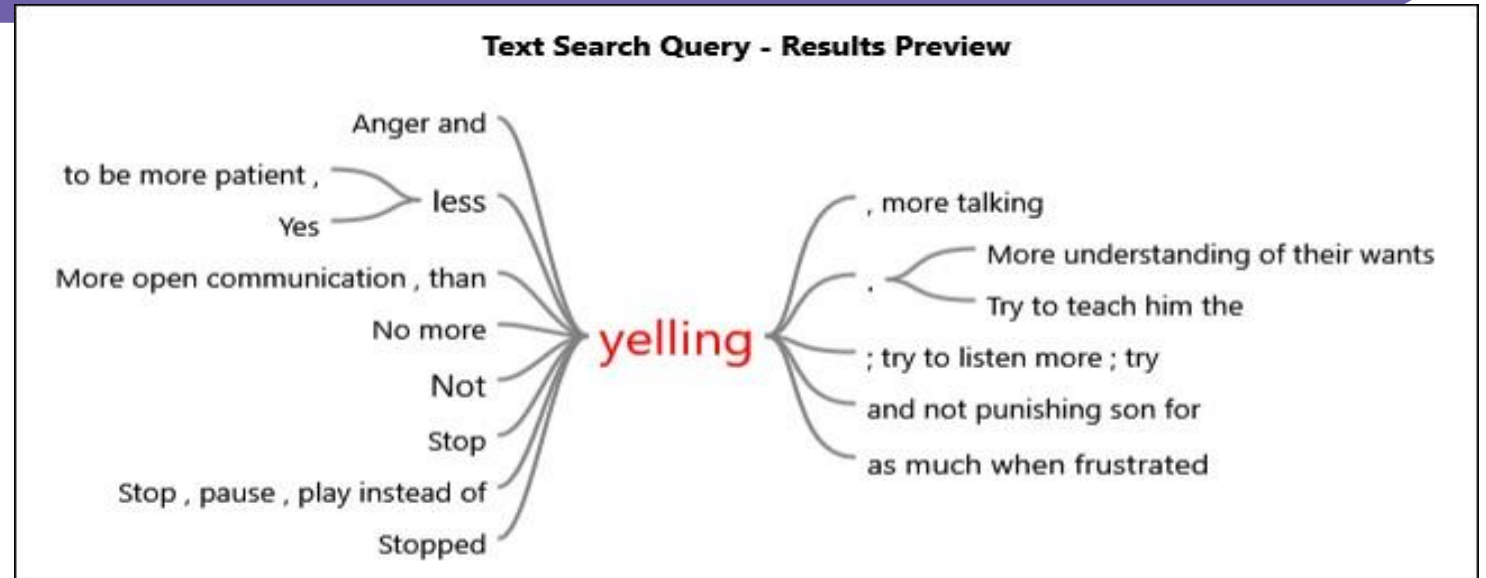 Text Search Query - Results Preview
Anger and
to be more patient ,
Yes
less
More open communication , than
No more
Not
Stop
Stop , pause , play instead of
Stopped
yelling
, more talking
.
More understanding of their wants
Try to teach him the
; try to listen more ; try
and not punishing son for
as much when frustrated